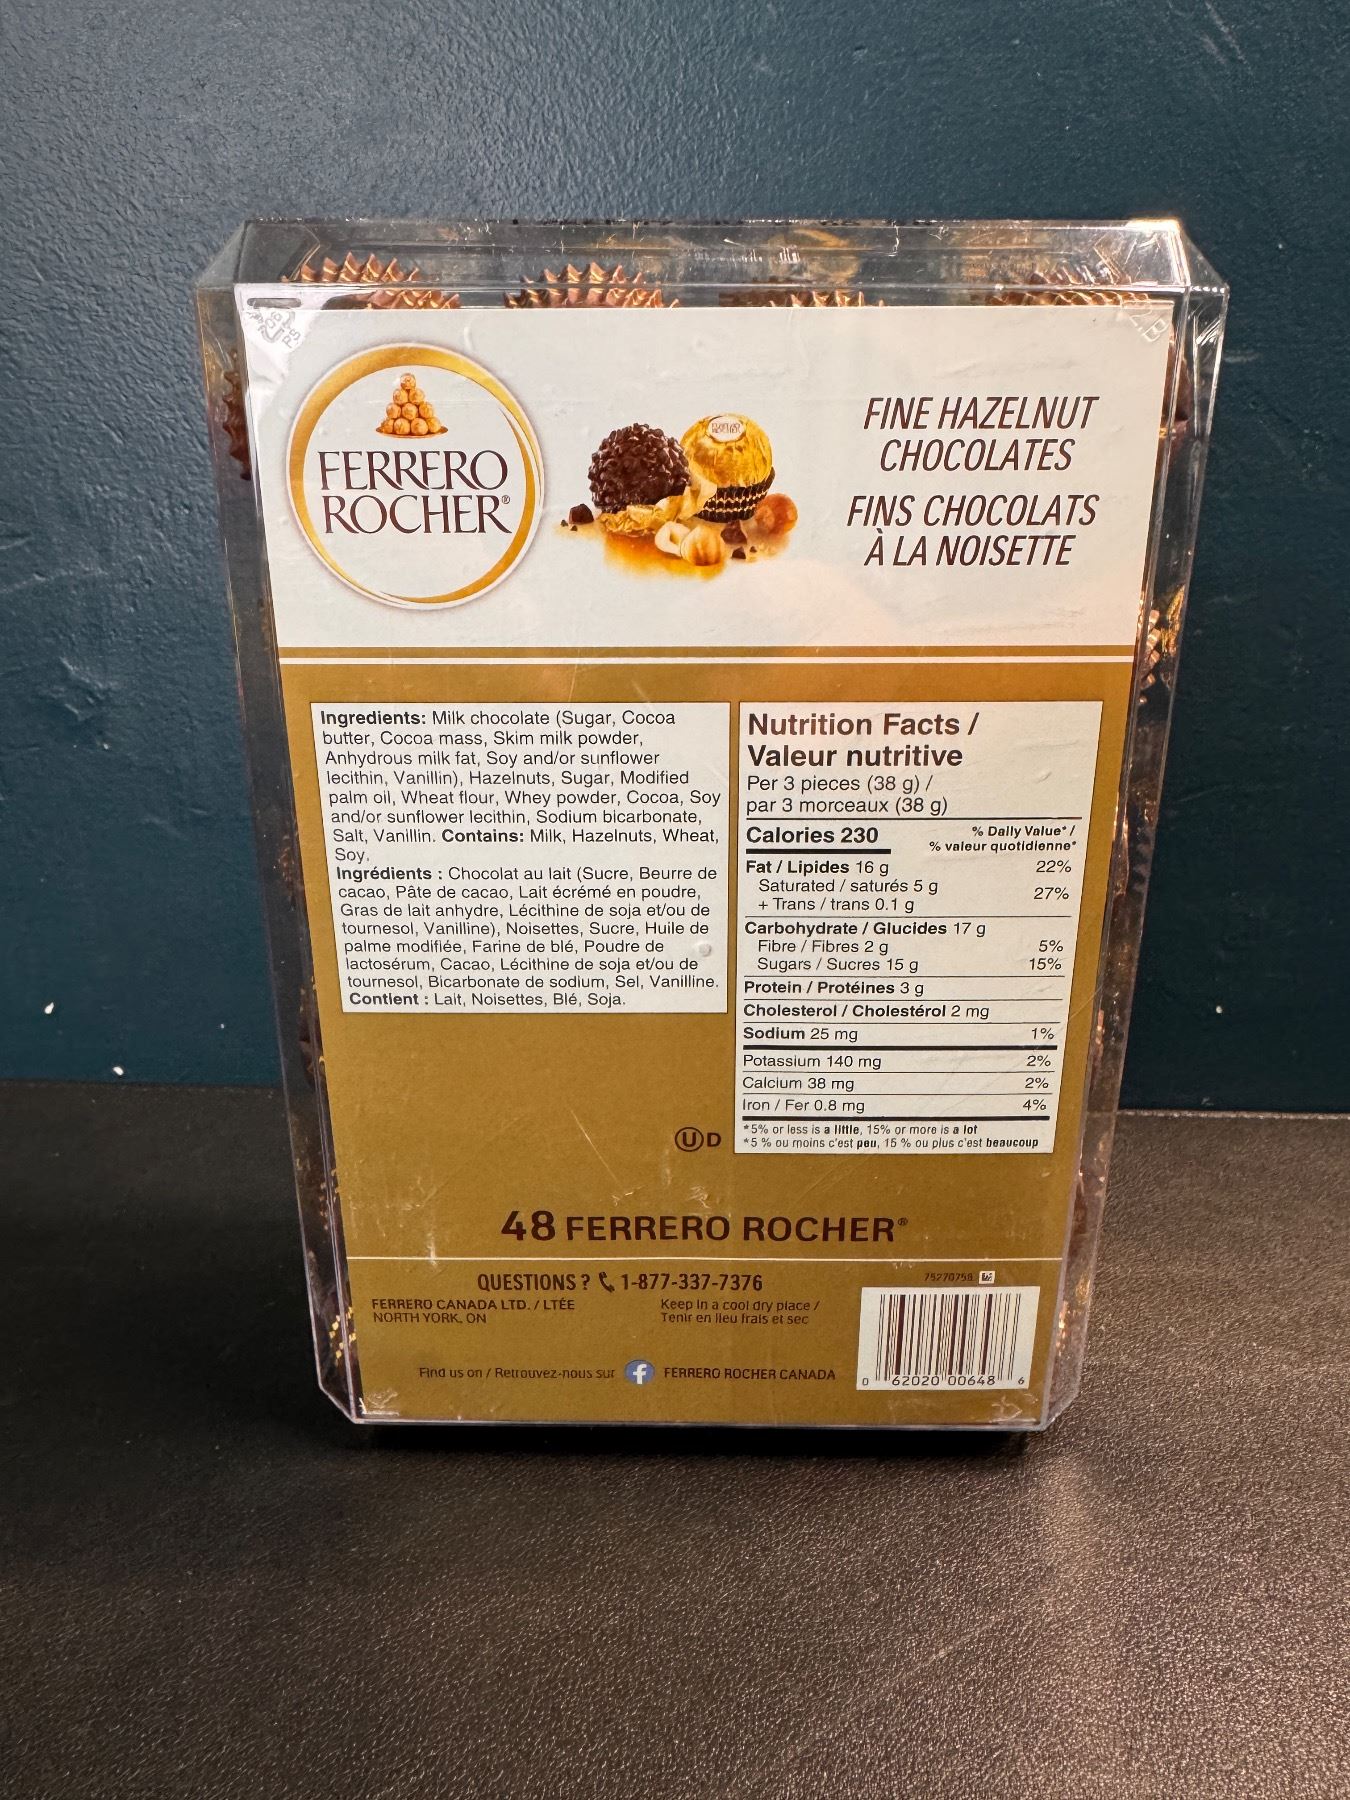 FERRERO
ROCHER®
FINE HAZELNUT
CHOCOLATES
FINS CHOCOLATS
À LA NOISETTE
Ingredients: Milk chocolate (Sugar, Cocoa
butter, Cocoa mass, Skim milk powder,
Anhydrous milk fat, Soy and/or sunflower
lecithin, Vanillin), Hazelnuts, Sugar, Modified
palm oil, Wheat flour, Whey powder, Cocoa, Soy
and/or sunflower lecithin, Sodium bicarbonate,
Salt, Vanillin. Contains: Milk, Hazelnuts, Wheat,
Soy.
Ingrédients : Chocolat au lait (Sucre, Beurre de
cacao, Pâte de cacao, Lait écrémé en poudre,
Gras de lait anhydre, Lécithine de soja et/ou de
tournesol, Vanilline), Noisettes, Sucre, Huile de
palme modifiée, Farine de blé, Poudre de
lactosérum, Cacao, Lécithine de soja et/ou de
tournesol, Bicarbonate de sodium, Sel, Vanilline.
Contient : Lait, Noisettes, Blé, Soja.
Nutrition Facts /
Valeur nutritive
Per 3 pieces (38 g) /
par 3 morceaux (38 g)
Calories 230
% Daily Value* /
% valeur quotidienne*
Fat / Lipides 16 g 22%
Saturated / saturés 5 g
+ Trans / trans 0.1 g 27%
Carbohydrate / Glucides 17 g
Fibre / Fibres 2 g 5%
Sugars / Sucres 15 g 15%
Protein / Protéines 3 g
Cholesterol / Cholestérol 2 mg
Sodium 25 mg 1%
Potassium 140 mg 2%
Calcium 38 mg 2%
Iron / Fer 0.8 mg 4%
*5% or less is a little, 15% or more is a lot
*5 % ou moins c'est peu, 15 % ou plus c'est beaucoup
U D
48 FERRERO ROCHER®
QUESTIONS ? 1-877-337-7376
FERRERO CANADA LTD. / LTÉE
NORTH YORK, ON
Keep in a cool dry place /
Tenir en lieu frais et sec
Find us on / Retrouvez-nous sur f FERRERO ROCHER CANADA
75270758
0 62020 00648 6